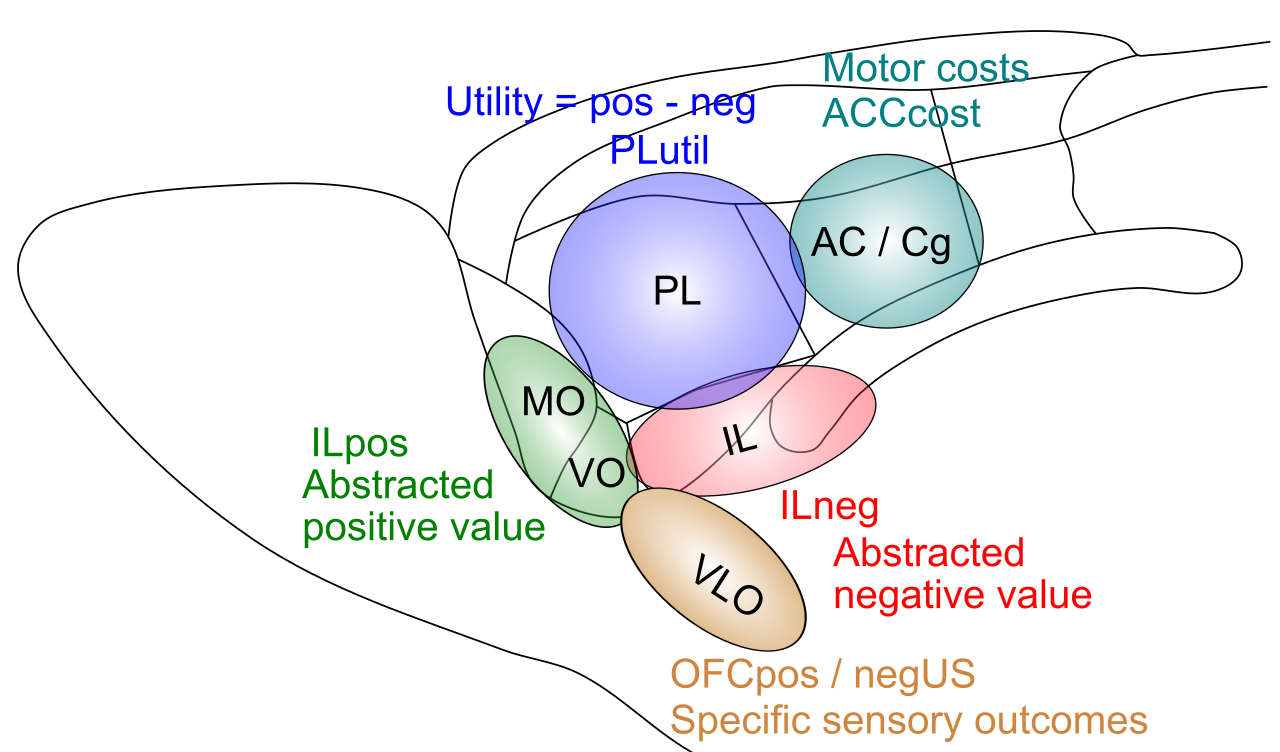 Motor costs
ACCcost
Utility = pos - neg
PLutil
AC / Cg
PL
MO
VO
IL
ILpos
Abstracted
positive value
ILneg
Abstracted
negative value
VLO
OFCpos / negUS
Specific sensory outcomes